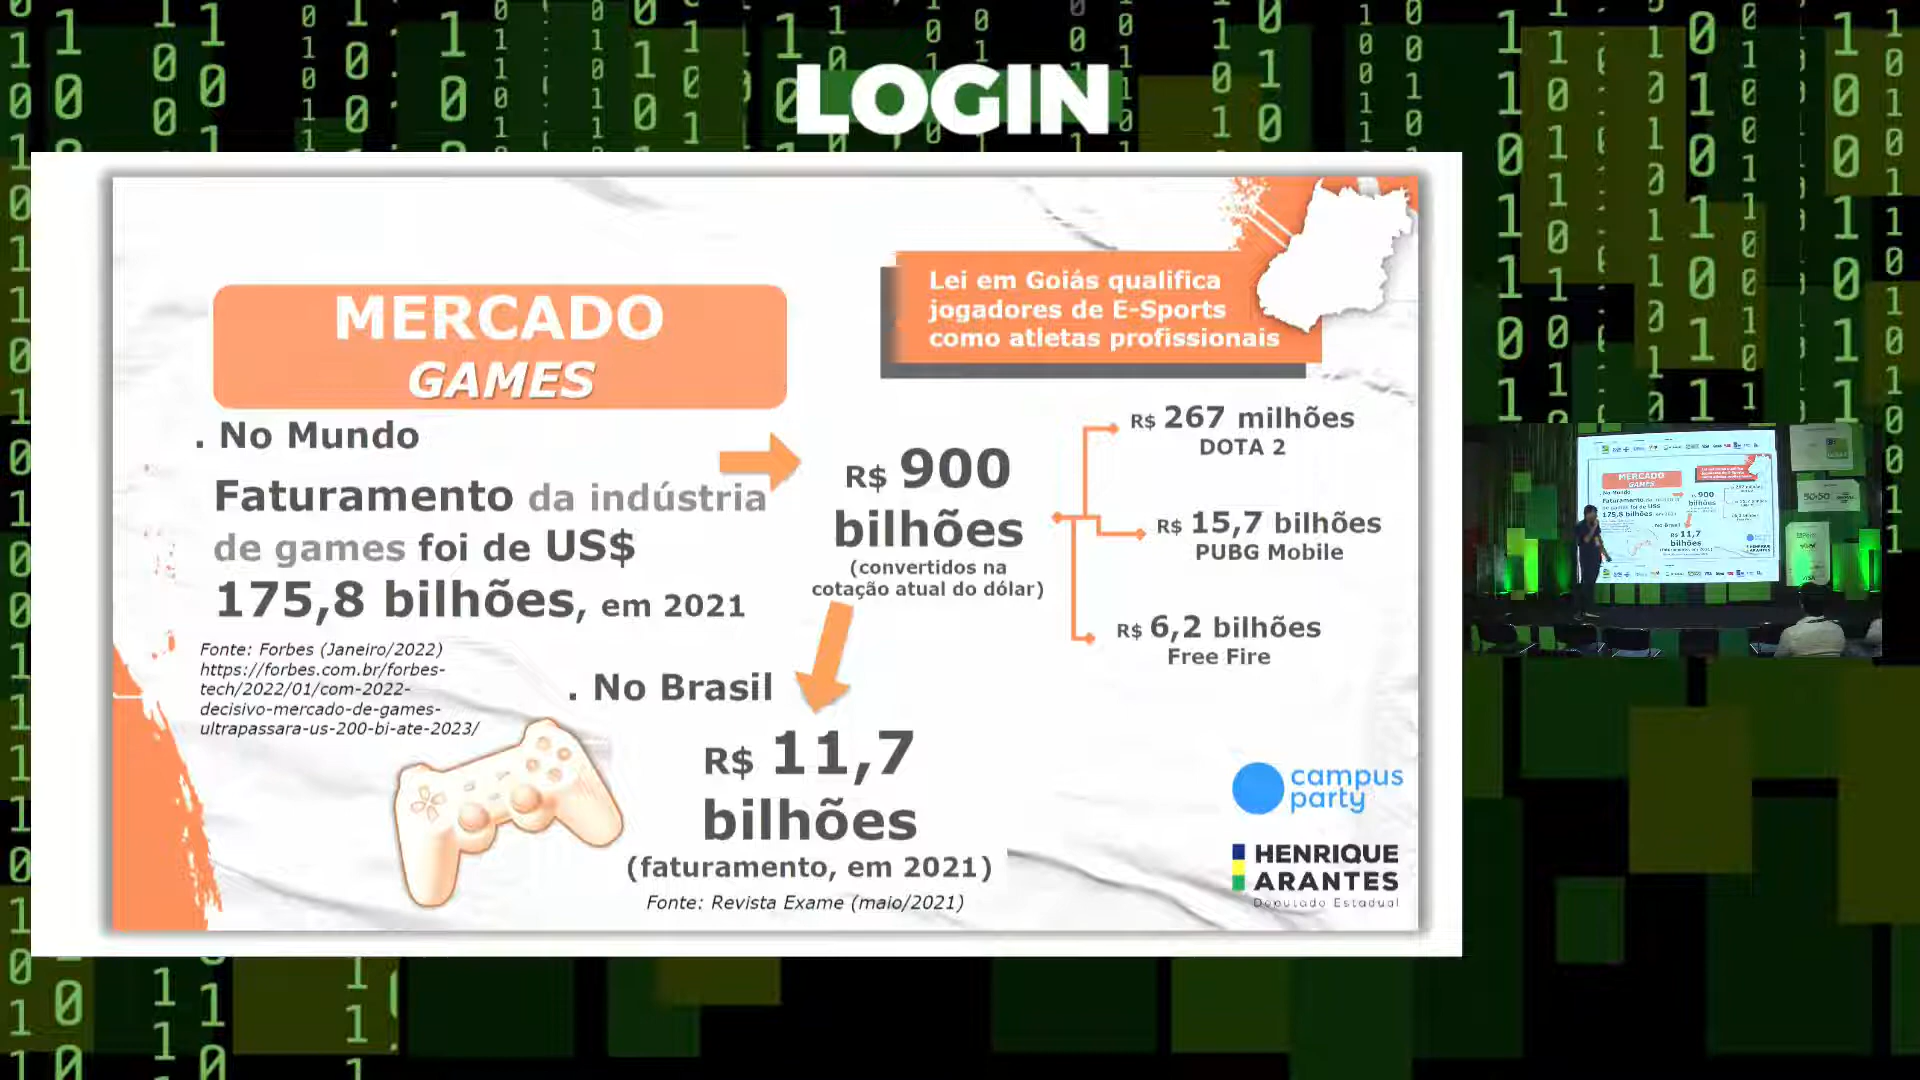 LOGIN
Lei em Goiás qualifica
jogadores de E-Sports
como atletas profissionais
MERCADO
GAMES
. No Mundo
Faturamento da indústria
de games foi de US$
175,8 bilhões, em 2021
Fonte: Forbes (Janeiro/2022)
https://forbes.com.br/forbes-
tech/2022/01/com-2022-
decisivo-mercado-de-games-
ultrapassara-us-200-bi-ate-2023/
R$ 900
bilhões
(convertidos na
cotação atual do dólar)
R$ 267 milhões
DOTA 2
R$ 15,7 bilhões
PUBG Mobile
R$ 6,2 bilhões
Free Fire
. No Brasil
R$ 11,7
bilhões
(faturamento, em 2021)
Fonte: Revista Exame (maio/2021)
campus
party
HENRIQUE
ARANTES
Deputado Estadual